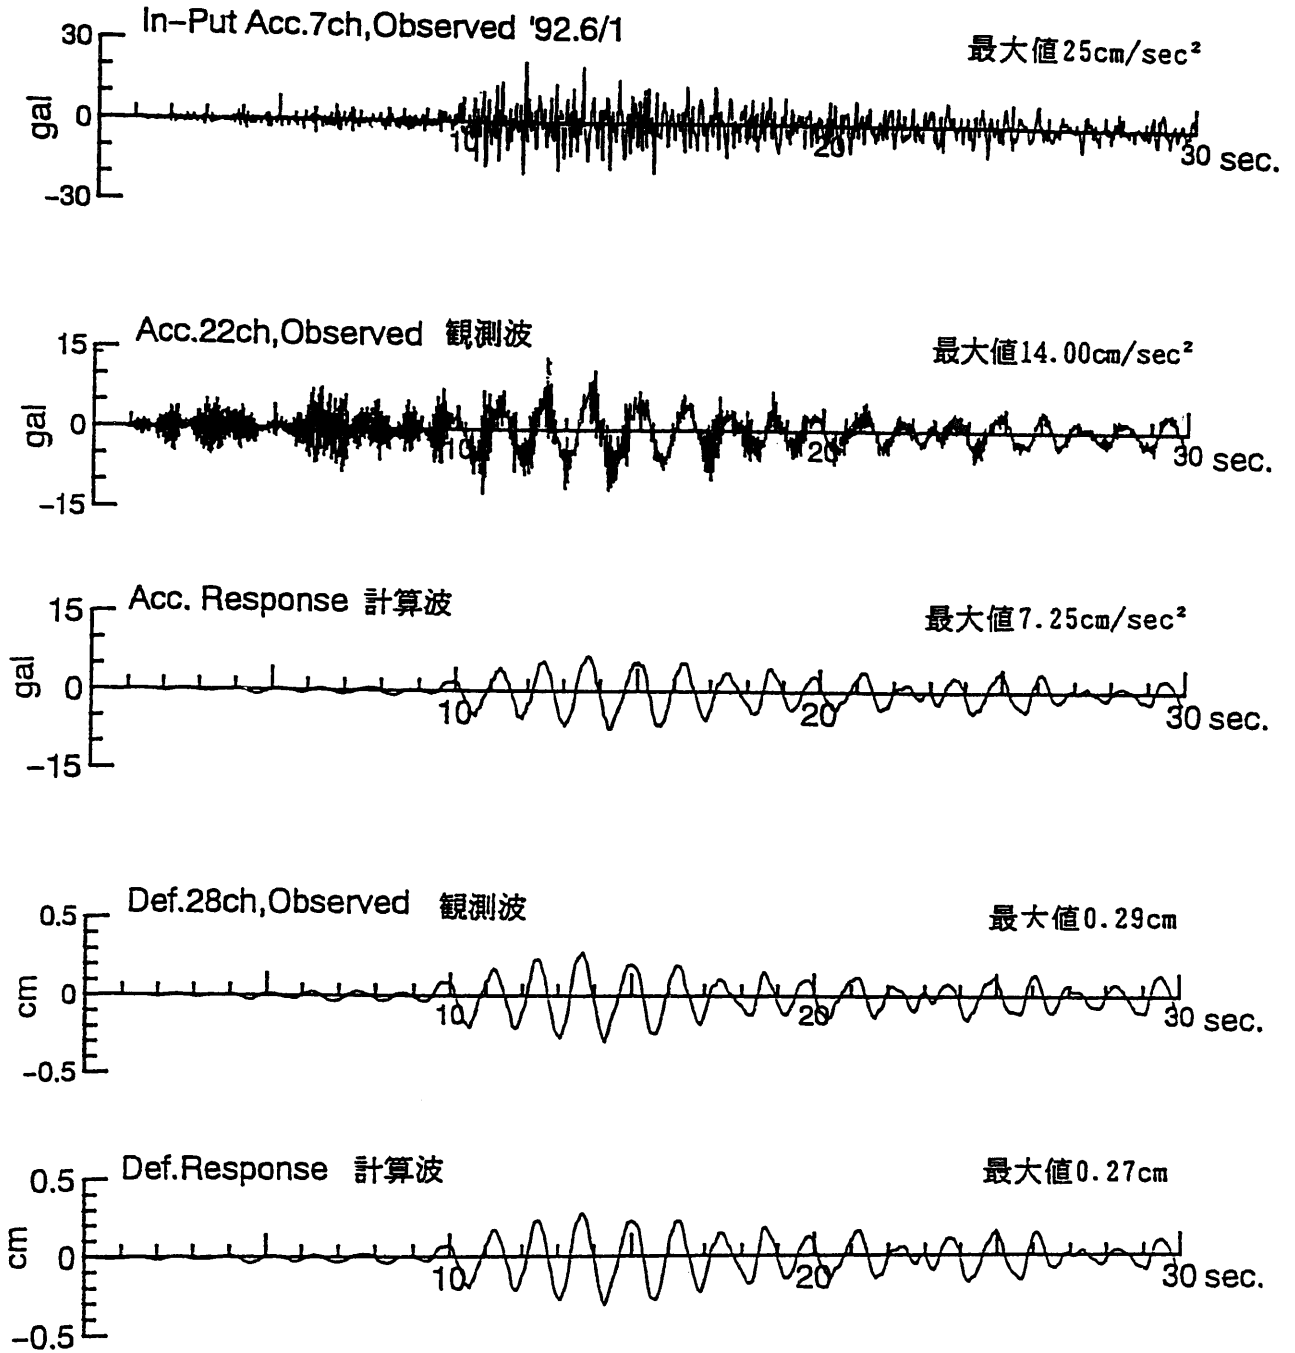 In-Put Acc.7ch,Observed '92.6/1
最大値25cm/sec²
30
gal
0
10
20
30 sec.
-30
Acc.22ch,Observed 観測波
最大値14.00cm/sec²
15
gal
0
10
20
30 sec.
-15
Acc. Response 計算波
最大値7.25cm/sec²
15
gal
0
10
20
30 sec.
-15
Def.28ch,Observed 観測波
最大値0.29cm
0.5
cm
0
10
20
30 sec.
-0.5
Def.Response 計算波
最大値0.27cm
0.5
cm
0
10
20
30 sec.
-0.5